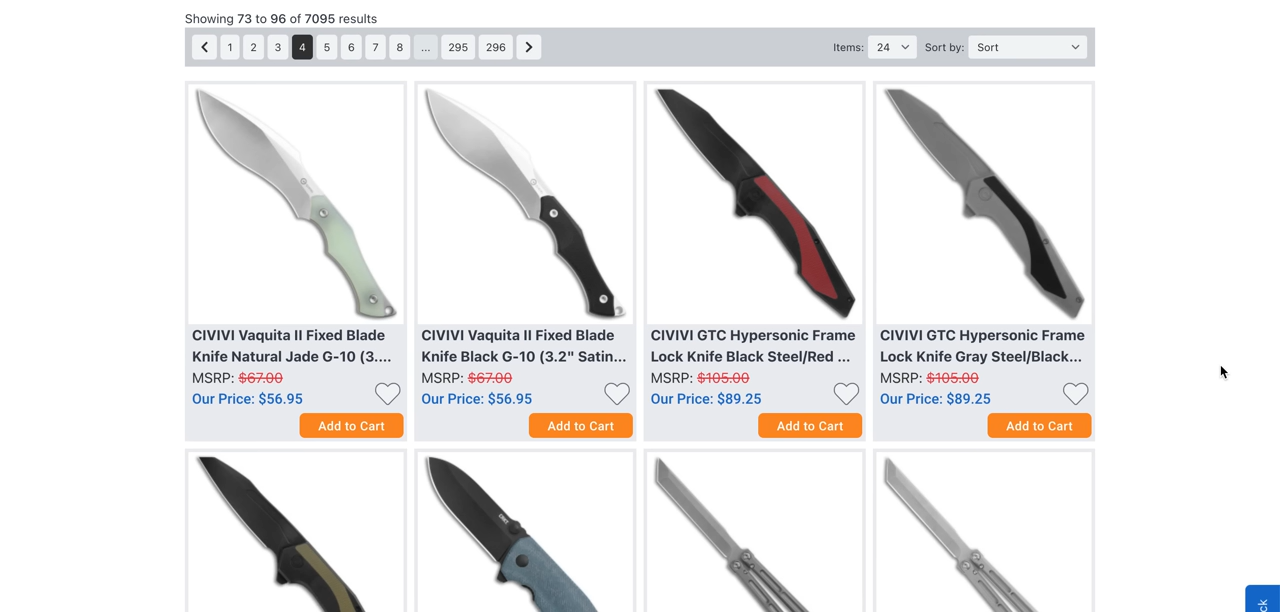 Showing 73 to 96 of 7095 results
1 2 3 4 5 6 7 8 ... 295 296 Items: 24 Sort by: Sort
CIVIVI Vaquita II Fixed Blade
Knife Natural Jade G-10 (3....
MSRP: $67.00
Our Price: $56.95
Add to Cart
CIVIVI Vaquita II Fixed Blade
Knife Black G-10 (3.2" Satin...
MSRP: $67.00
Our Price: $56.95
Add to Cart
CIVIVI GTC Hypersonic Frame
Lock Knife Black Steel/Red ...
MSRP: $105.00
Our Price: $89.25
Add to Cart
CIVIVI GTC Hypersonic Frame
Lock Knife Gray Steel/Black...
MSRP: $105.00
Our Price: $89.25
Add to Cart